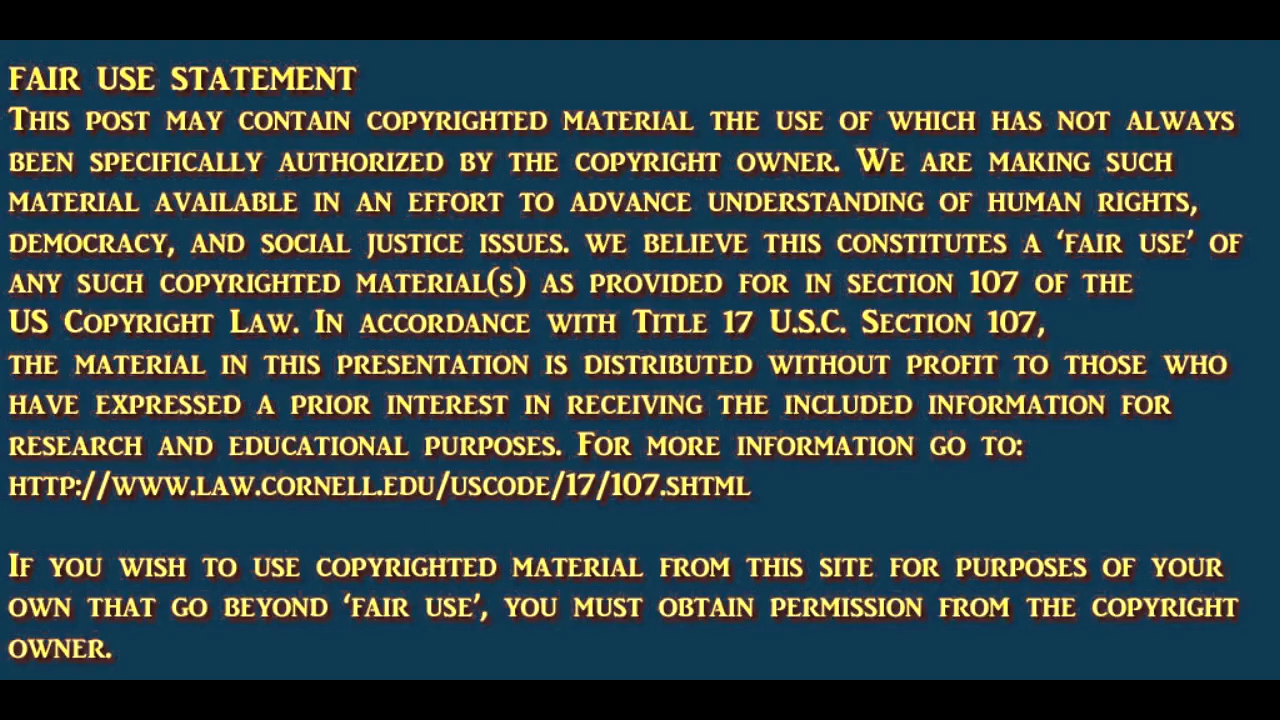 FAIR USE STATEMENT
THIS POST MAY CONTAIN COPYRIGHTED MATERIAL THE USE OF WHICH HAS NOT ALWAYS
BEEN SPECIFICALLY AUTHORIZED BY THE COPYRIGHT OWNER. WE ARE MAKING SUCH
MATERIAL AVAILABLE IN AN EFFORT TO ADVANCE UNDERSTANDING OF HUMAN RIGHTS,
DEMOCRACY, AND SOCIAL JUSTICE ISSUES. WE BELIEVE THIS CONSTITUTES A ‘FAIR USE’ OF
ANY SUCH COPYRIGHTED MATERIAL(S) AS PROVIDED FOR IN SECTION 107 OF THE
US COPYRIGHT LAW. IN ACCORDANCE WITH TITLE 17 U.S.C. SECTION 107,
THE MATERIAL IN THIS PRESENTATION IS DISTRIBUTED WITHOUT PROFIT TO THOSE WHO
HAVE EXPRESSED A PRIOR INTEREST IN RECEIVING THE INCLUDED INFORMATION FOR
RESEARCH AND EDUCATIONAL PURPOSES. FOR MORE INFORMATION GO TO:
HTTP://WWW.LAW.CORNELL.EDU/USCODE/17/107.SHTML
IF YOU WISH TO USE COPYRIGHTED MATERIAL FROM THIS SITE FOR PURPOSES OF YOUR
OWN THAT GO BEYOND ‘FAIR USE’, YOU MUST OBTAIN PERMISSION FROM THE COPYRIGHT
OWNER.